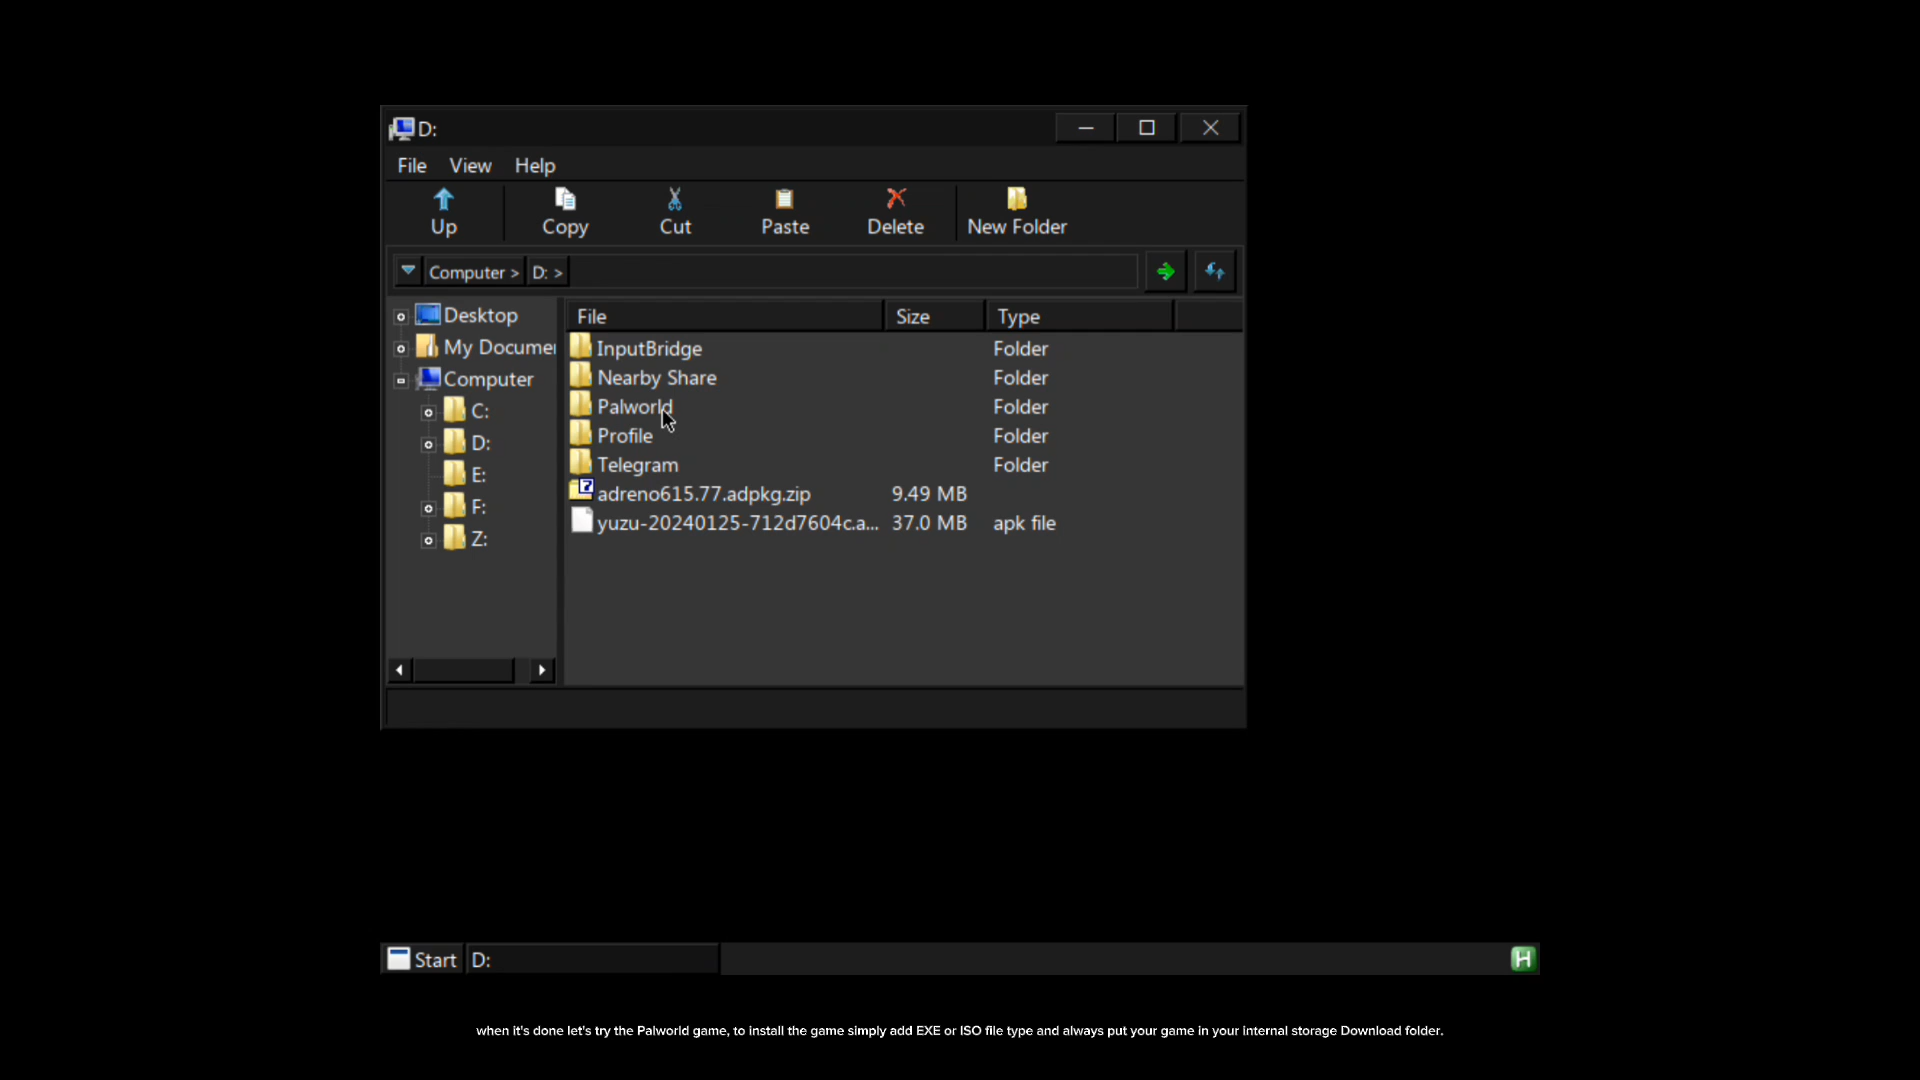 D:
File View Help
Up Copy Cut Paste Delete New Folder
Computer > D: >
Desktop
My Documer
Computer
C:
D:
E:
F:
Z:
File Size Type
InputBridge Folder
Nearby Share Folder
Palworld Folder
Profile Folder
Telegram Folder
adreno615.77.adpkg.zip 9.49 MB
yuzu-20240125-712d7604c.a... 37.0 MB apk file
Start D: H
when it's done let's try the Palworld game, to install the game simply add EXE or ISO file type and always put your game in your internal storage Download folder.